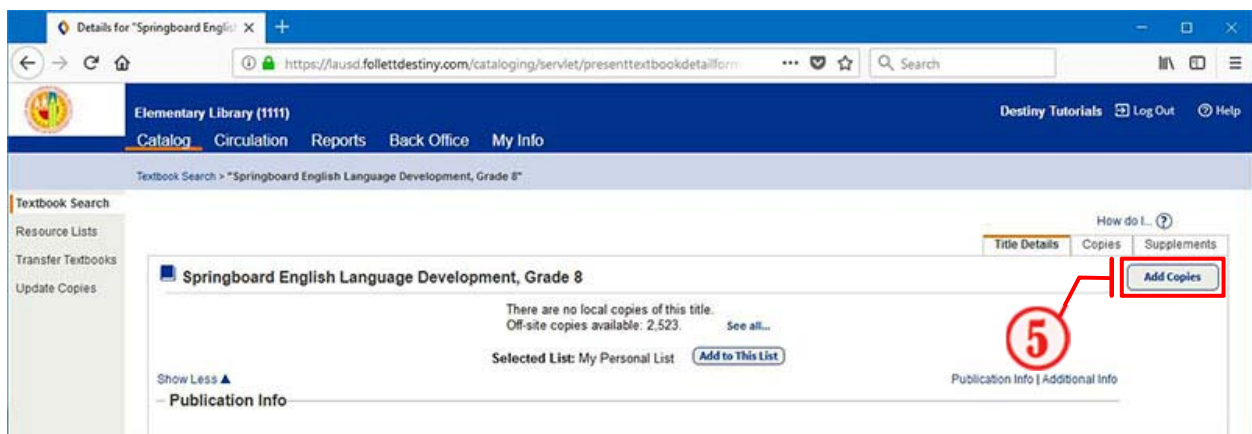 Details for "Springboard Englis
https://lausd.follettdestiny.com/cataloging/servlet/presenttextbookdetailform
Search
Elementary Library (1111)
Destiny Tutorials Log Out Help
Catalog Circulation Reports Back Office My Info
Textbook Search > "Springboard English Language Development, Grade 8"
Textbook Search
Resource Lists
Transfer Textbooks
Update Copies
How do I...
Title Details Copies Supplements
Springboard English Language Development, Grade 8
Add Copies
There are no local copies of this title.
Off-site copies available: 2,523. See all...
5
Selected List: My Personal List Add to This List
Show Less
Publication Info | Additional Info
Publication Info